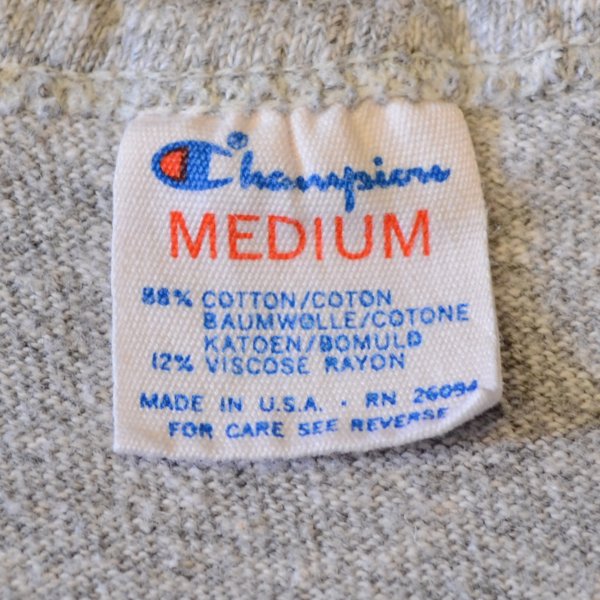 Champion
MEDIUM
88% COTTON/COTON
BAUMWOLLE/COTONE
KATOEN/BOMULD
12% VISCOSE RAYON
MADE IN U.S.A. · RN 26094
FOR CARE SEE REVERSE